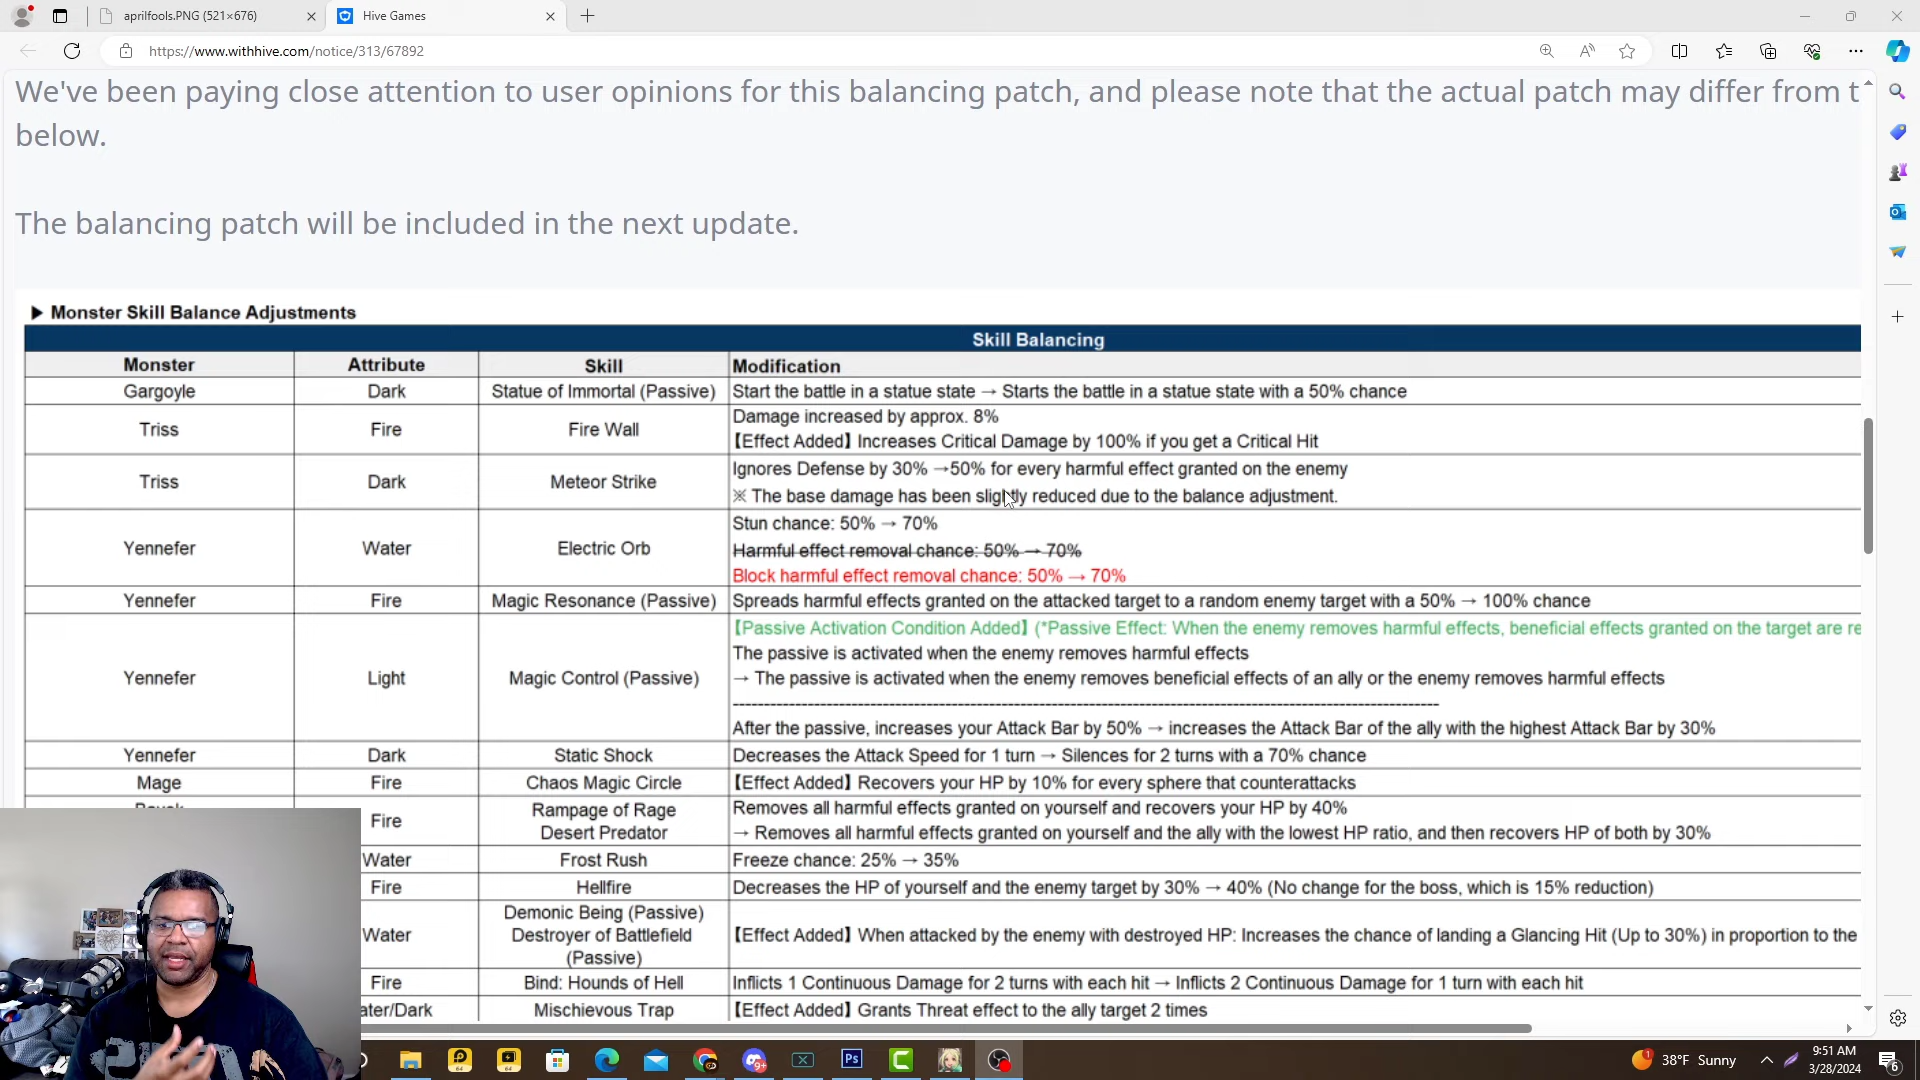 aprilfools.PNG (521×676)
Hive Games
https://www.withhive.com/notice/313/67892
We've been paying close attention to user opinions for this balancing patch, and please note that the actual patch may differ from t
below.
The balancing patch will be included in the next update.
▶ Monster Skill Balance Adjustments
Skill Balancing
Monster Attribute Skill Modification
Gargoyle Dark Statue of Immortal (Passive) Start the battle in a statue state → Starts the battle in a statue state with a 50% chance
Triss Fire Fire Wall Damage increased by approx. 8%
【Effect Added】 Increases Critical Damage by 100% if you get a Critical Hit
Triss Dark Meteor Strike Ignores Defense by 30% →50% for every harmful effect granted on the enemy
※ The base damage has been slightly reduced due to the balance adjustment.
Yennefer Water Electric Orb Stun chance: 50% → 70%
Harmful effect removal chance: 50% → 70%
Block harmful effect removal chance: 50% → 70%
Yennefer Fire Magic Resonance (Passive) Spreads harmful effects granted on the attacked target to a random enemy target with a 50% → 100% chance
Yennefer Light Magic Control (Passive) 【Passive Activation Condition Added】 (*Passive Effect: When the enemy removes harmful effects, beneficial effects granted on the target are re
The passive is activated when the enemy removes harmful effects
→ The passive is activated when the enemy removes beneficial effects of an ally or the enemy removes harmful effects
After the passive, increases your Attack Bar by 50% → increases the Attack Bar of the ally with the highest Attack Bar by 30%
Yennefer Dark Static Shock Decreases the Attack Speed for 1 turn → Silences for 2 turns with a 70% chance
Mage Fire Chaos Magic Circle 【Effect Added】 Recovers your HP by 10% for every sphere that counterattacks
Fire Rampage of Rage Removes all harmful effects granted on yourself and recovers your HP by 40%
Desert Predator → Removes all harmful effects granted on yourself and the ally with the lowest HP ratio, and then recovers HP of both by 30%
Water Frost Rush Freeze chance: 25% → 35%
Fire Hellfire Decreases the HP of yourself and the enemy target by 30% → 40% (No change for the boss, which is 15% reduction)
Water Demonic Being (Passive)
Destroyer of Battlefield
(Passive) 【Effect Added】 When attacked by the enemy with destroyed HP: Increases the chance of landing a Glancing Hit (Up to 30%) in proportion to the
Fire Bind: Hounds of Hell Inflicts 1 Continuous Damage for 2 turns with each hit → Inflicts 2 Continuous Damage for 1 turn with each hit
ater/Dark Mischievous Trap 【Effect Added】 Grants Threat effect to the ally target 2 times
38°F Sunny
9:51 AM
3/28/2024